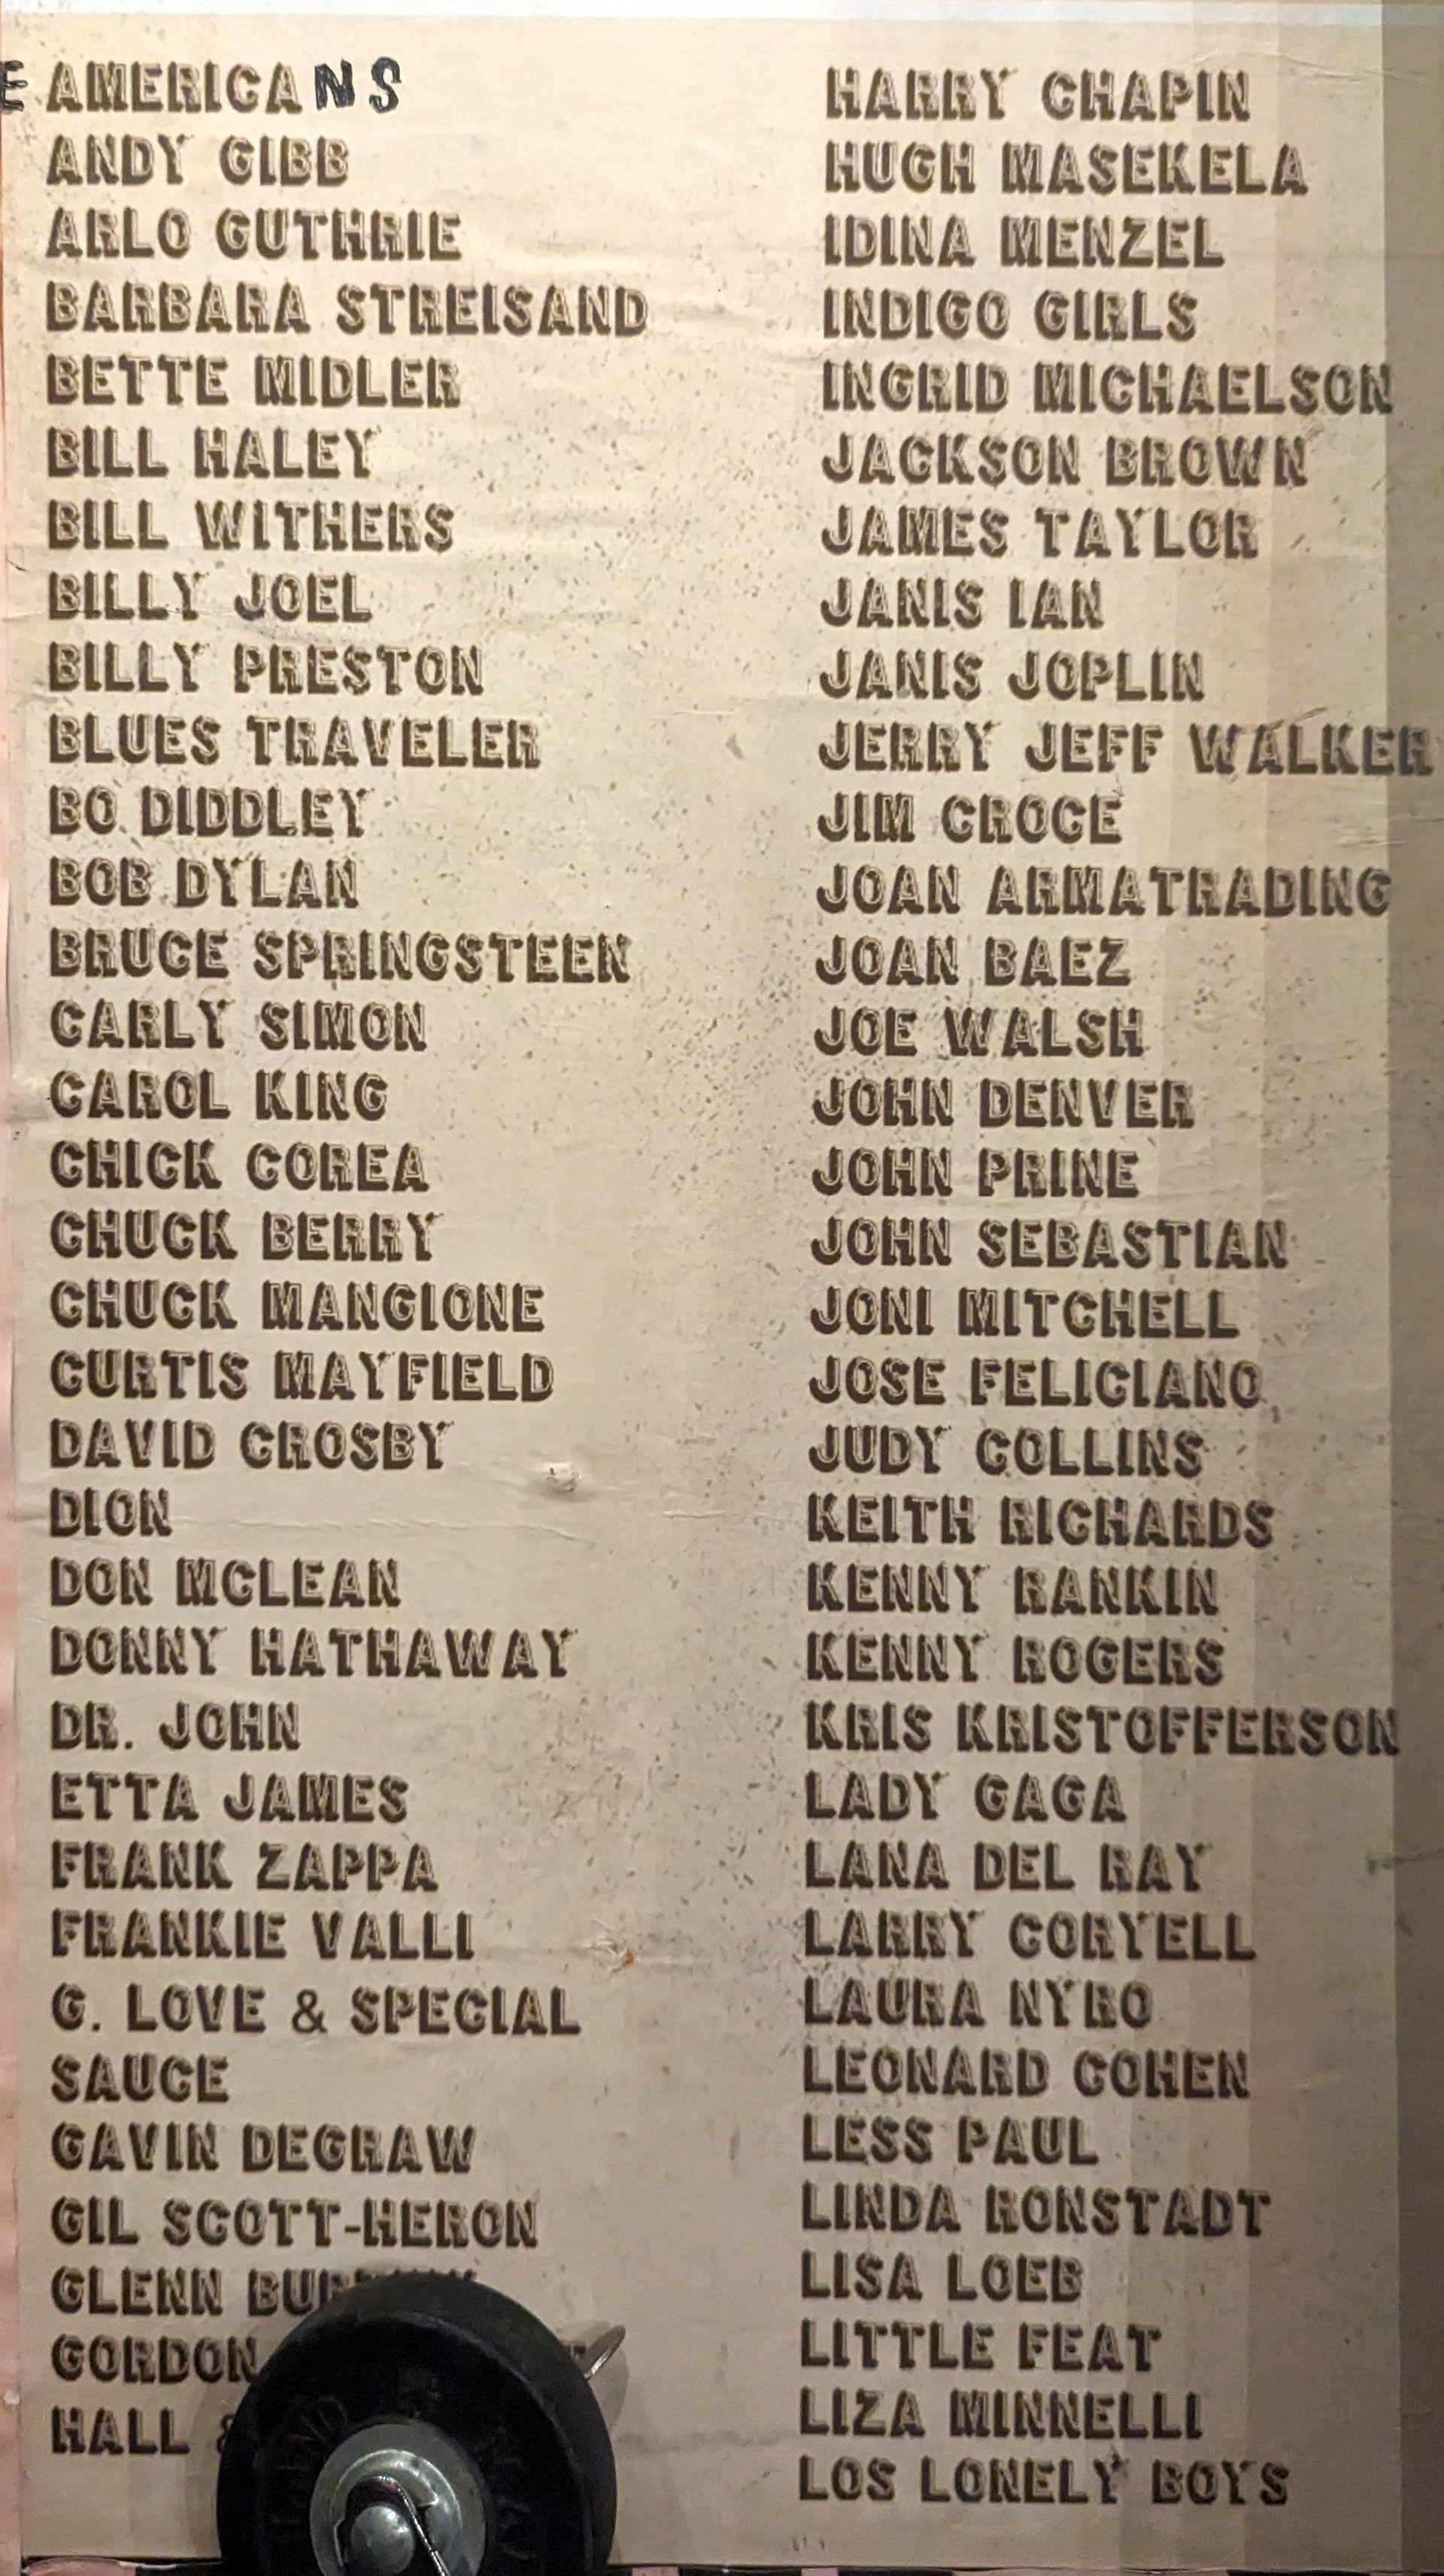 E AMERICANS
ANDY GIBB
ARLO GUTHRIE
BARBARA STREISAND
BETTE MIDLER
BILL HALEY
BILL WITHERS
BILLY JOEL
BILLY PRESTON
BLUES TRAVELER
BO DIDDLEY
BOB DYLAN
BRUCE SPRINGSTEEN
CARLY SIMON
CAROL KING
CHICK COREA
CHUCK BERRY
CHUCK MANGIONE
CURTIS MAYFIELD
DAVID CROSBY
DION
DON MCLEAN
DONNY HATHAWAY
DR. JOHN
ETTA JAMES
FRANK ZAPPA
FRANKIE VALLI
G. LOVE & SPECIAL
SAUCE
GAVIN DEGRAW
GIL SCOTT-HERON
GLENN
GORDON
HALL
HARRY CHAPIN
HUGH MASEKELA
IDINA MENZEL
INDIGO GIRLS
INGRID MICHAELSON
JACKSON BROWN
JAMES TAYLOR
JANIS IAN
JANIS JOPLIN
JERRY JEFF WALKER
JIM CROCE
JOAN ARMATRADING
JOAN BAEZ
JOE WALSH
JOHN DENVER
JOHN PRINE
JOHN SEBASTIAN
JONI MITCHELL
JOSE FELICIANO
JUDY COLLINS
KEITH RICHARDS
KENNY RANKIN
KENNY ROGERS
KRIS KRISTOFFERSON
LADY GAGA
LANA DEL RAY
LARRY CORYELL
LAURA NYRO
LEONARD COHEN
LESS PAUL
LINDA RONSTADT
LISA LOEB
LITTLE FEAT
LIZA MINNELLI
LOS LONELY BOYS